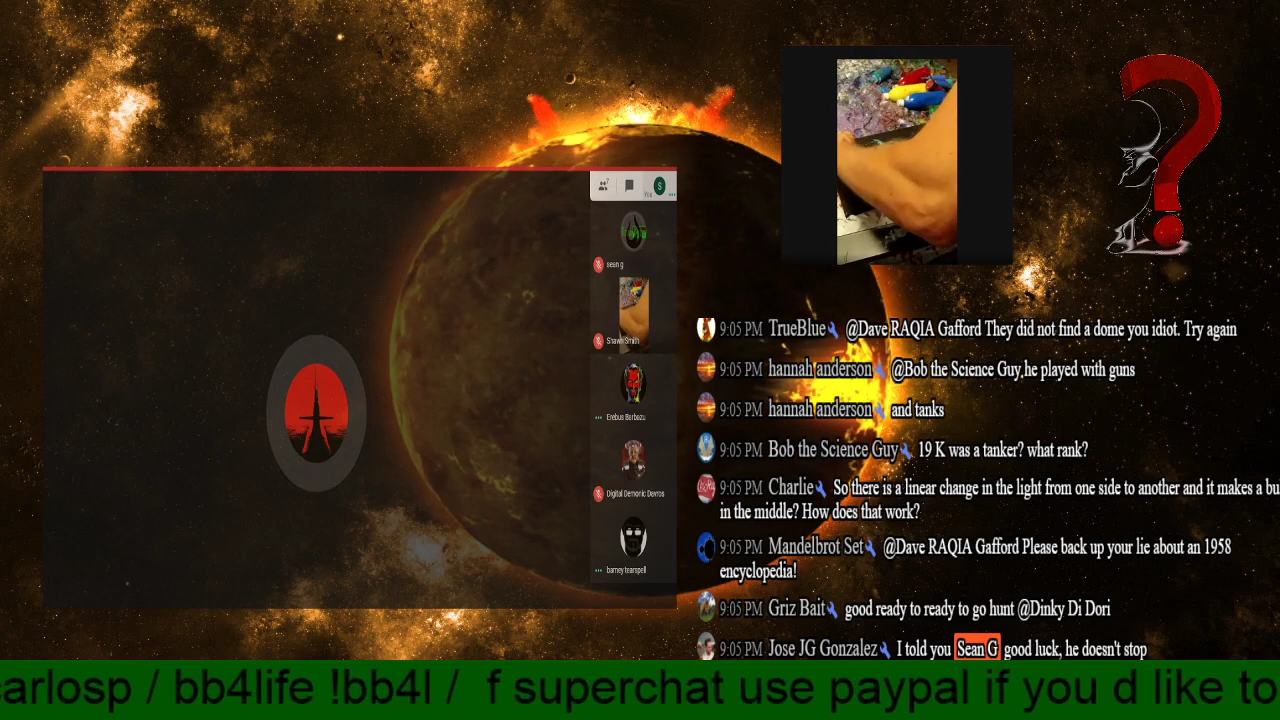 You S
sean g
Shawn Smith
Erebus Barbazu
Digital Demonic Davros
barney tearspell
9:05 PM TrueBlue @Dave RAQIA Gafford They did not find a dome you idiot. Try again
9:05 PM hannah anderson @Bob the Science Guy, he played with guns
9:05 PM hannah anderson and tanks
9:05 PM Bob the Science Guy 19 K was a tanker? what rank?
9:05 PM Charlie So there is a linear change in the light from one side to another and it makes a bu
in the middle? How does that work?
9:05 PM Mandelbrot Set @Dave RAQIA Gafford Please back up your lie about an 1958
encyclopedia!
9:05 PM Griz Bait good ready to ready to go hunt @Dinky Di Dori
9:05 PM Jose JG Gonzalez I told you Sean G good luck, he doesn't stop
carlosp / bb4life !bb4l / f superchat use paypal if you d like to